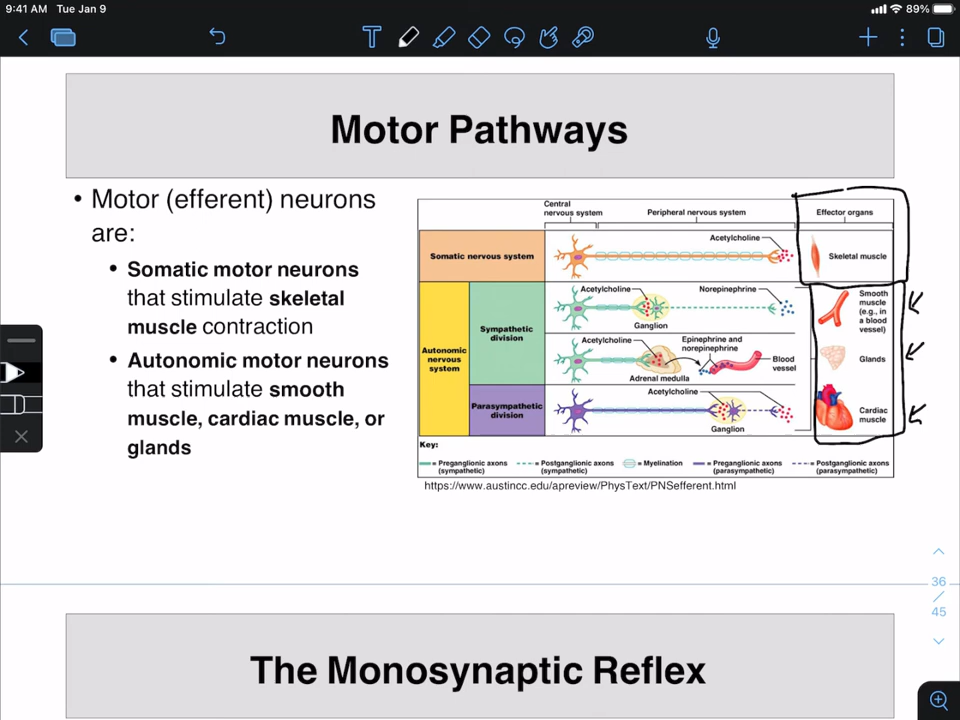 9:41 AM Tue Jan 9
89%
Motor Pathways
• Motor (efferent) neurons
are:
• Somatic motor neurons
that stimulate skeletal
muscle contraction
• Autonomic motor neurons
that stimulate smooth
muscle, cardiac muscle, or
glands
Central
nervous system
Peripheral nervous system
Effector organs
Somatic nervous system
Acetylcholine
Skeletal muscle
Autonomic
nervous
system
Sympathetic
division
Acetylcholine
Norepinephrine
Ganglion
Smooth
muscle
(e.g., in
a blood
vessel)
Acetylcholine
Epinephrine and
norepinephrine
Blood
vessel
Adrenal medulla
Glands
Parasympathetic
division
Acetylcholine
Ganglion
Cardiac
muscle
Key:
= Preganglionic axons
(sympathetic)
= Postganglionic axons
(sympathetic)
= Myelination
= Preganglionic axons
(parasympathetic)
= Postganglionic axons
(parasympathetic)
https://www.austincc.edu/apreview/PhysText/PNSefferent.html
36
/
45
The Monosynaptic Reflex